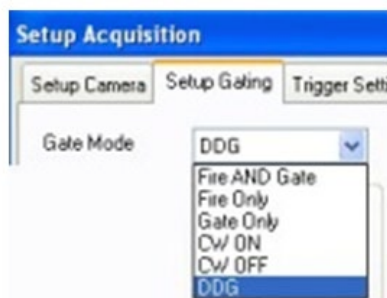 Setup Acquisition
Setup Camera Setup Gating Trigger
Gate Mode DDG
Fire AND Gate
Fire Only
Gate Only
CW ON
CW OFF
DDG